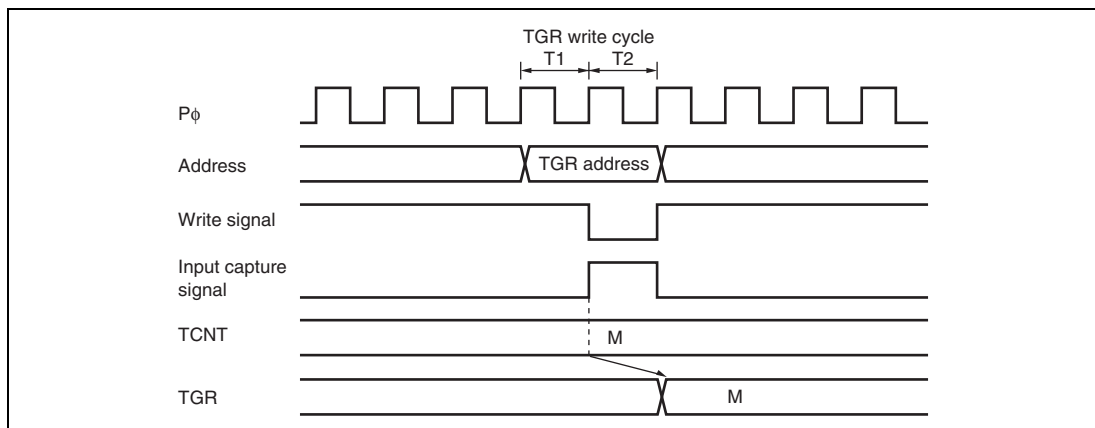 TGR write cycle
T1 T2
Pφ
Address
TGR address
Write signal
Input capture
signal
TCNT
M
TGR
M